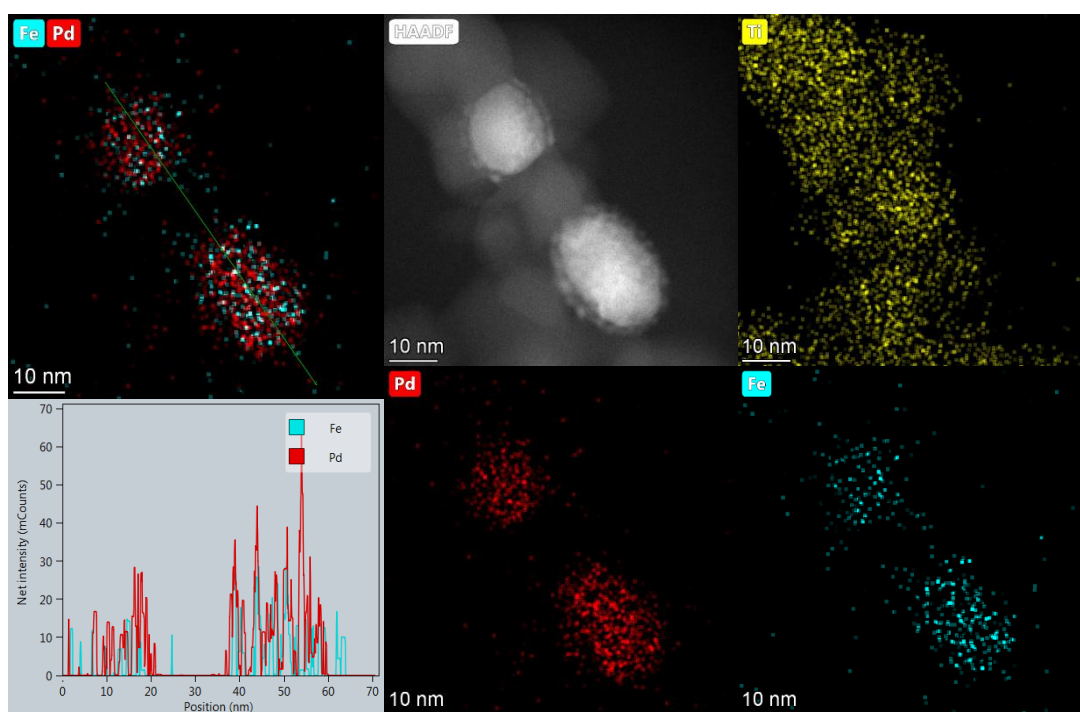 Fe Pd
10 nm
HAADF
10 nm
Ti
10 nm
70
60
50
40
30
20
10
0
Net intensity (mCounts)
Fe
Pd
0 10 20 30 40 50 60 70
Position (nm)
Pd
10 nm
Fe
10 nm